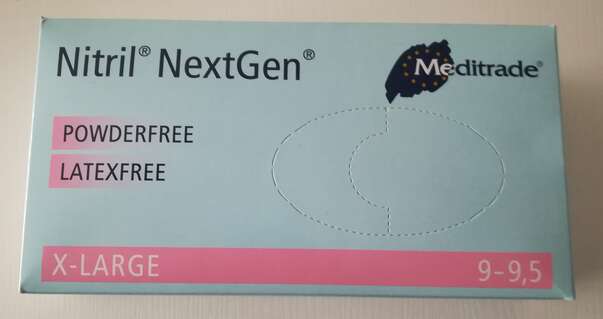 Nitril® NextGen®
Meditrade®
POWDERFREE
LATEXFREE
X-LARGE
9-9,5